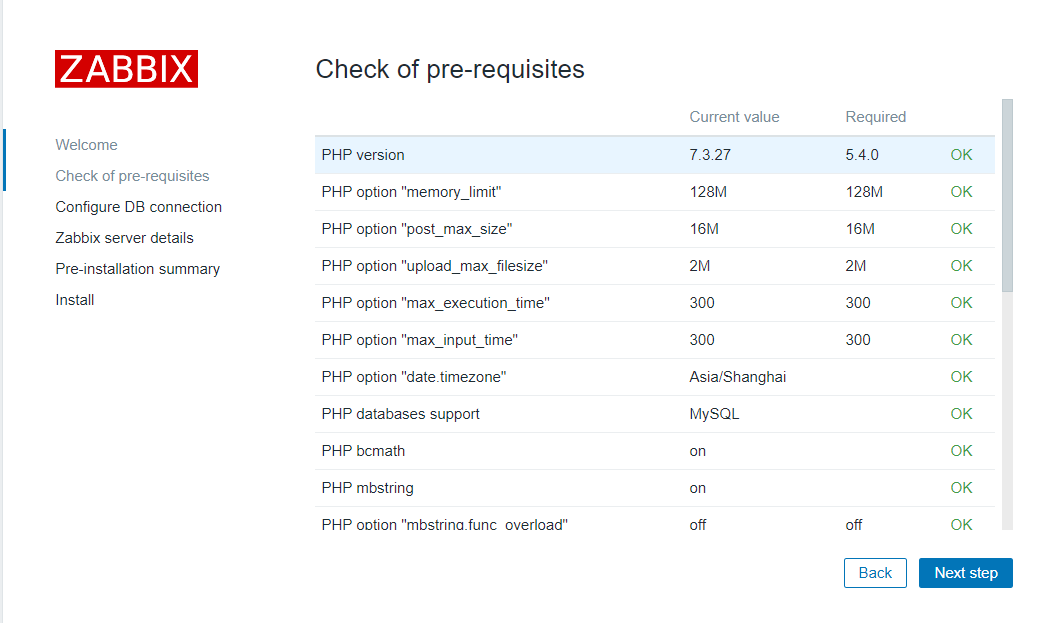 ZABBIX
Check of pre-requisites
Welcome
Check of pre-requisites
Configure DB connection
Zabbix server details
Pre-installation summary
Install
Current value Required
PHP version 7.3.27 5.4.0 OK
PHP option "memory_limit" 128M 128M OK
PHP option "post_max_size" 16M 16M OK
PHP option "upload_max_filesize" 2M 2M OK
PHP option "max_execution_time" 300 300 OK
PHP option "max_input_time" 300 300 OK
PHP option "date.timezone" Asia/Shanghai OK
PHP databases support MySQL OK
PHP bcmath on OK
PHP mbstring on OK
PHP option "mbstring.func_overload" off off OK
Back Next step